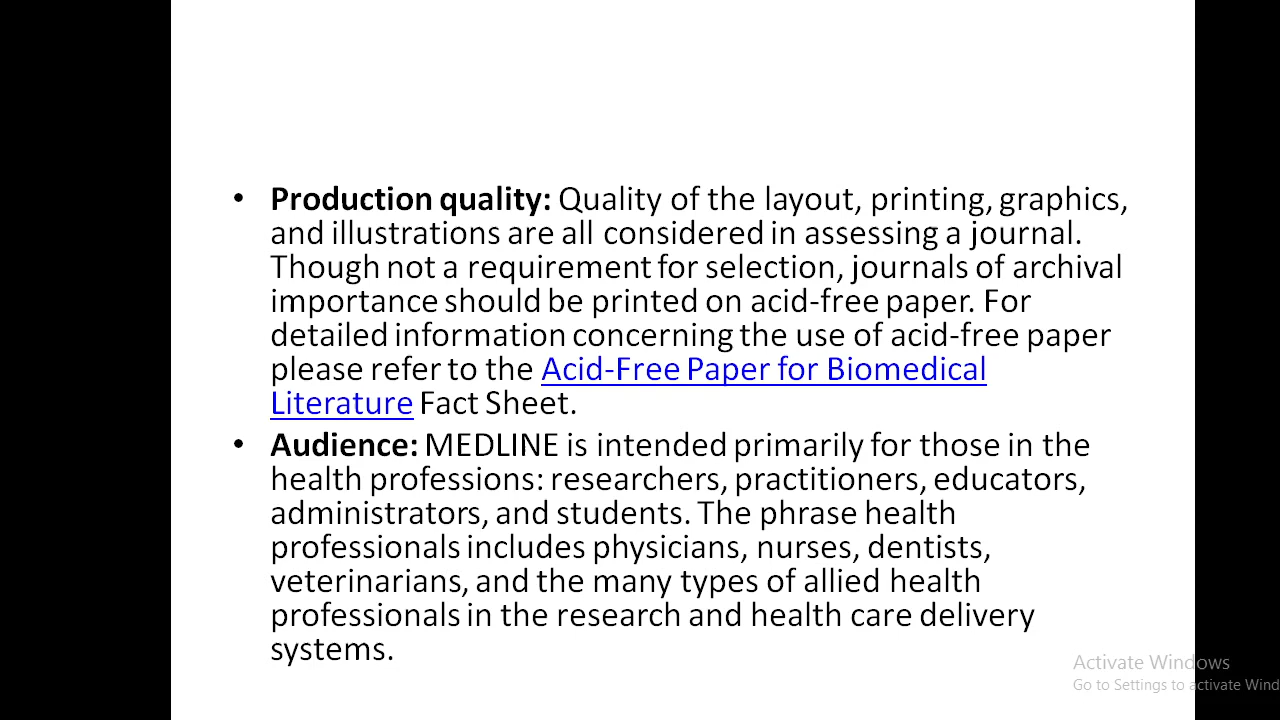 • Production quality: Quality of the layout, printing, graphics,
and illustrations are all considered in assessing a journal.
Though not a requirement for selection, journals of archival
importance should be printed on acid-free paper. For
detailed information concerning the use of acid-free paper
please refer to the Acid-Free Paper for Biomedical
Literature Fact Sheet.
• Audience: MEDLINE is intended primarily for those in the
health professions: researchers, practitioners, educators,
administrators, and students. The phrase health
professionals includes physicians, nurses, dentists,
veterinarians, and the many types of allied health
professionals in the research and health care delivery
systems.
Activate Windows
Go to Settings to activate Wind